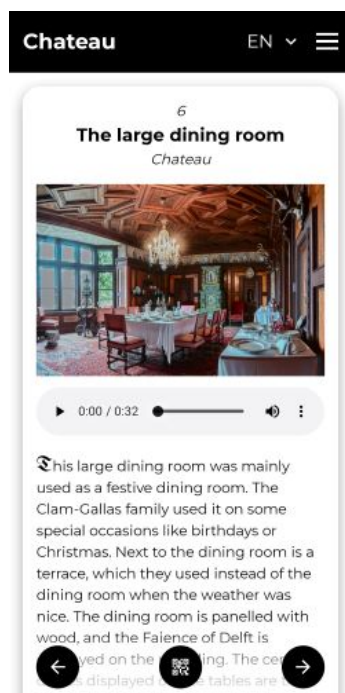 Chateau
EN
6
The large dining room
Chateau
0:00 / 0:32
This large dining room was mainly
used as a festive dining room. The
Clam-Gallas family used it on some
special occasions like birthdays or
Christmas. Next to the dining room is a
terrace, which they used instead of the
dining room when the weather was
nice. The dining room is panelled with
wood, and the Faience of Delft is
on the
displayed